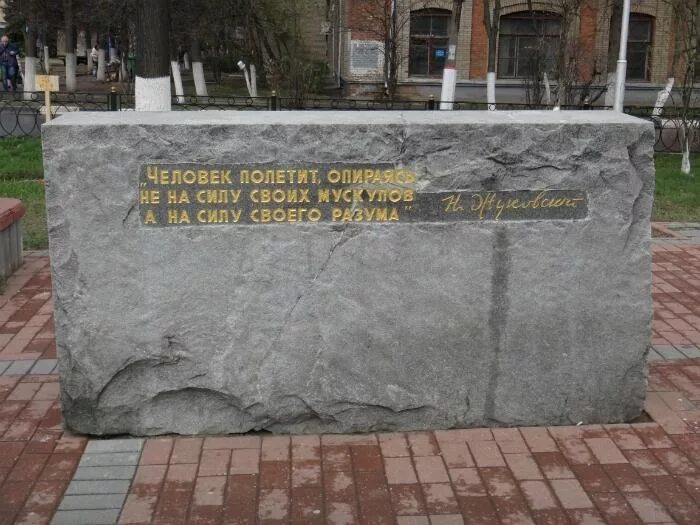 „Человек полетит, опираясь
не на силу своих мускулов
а на силу своего разума"
Н. Жуковский